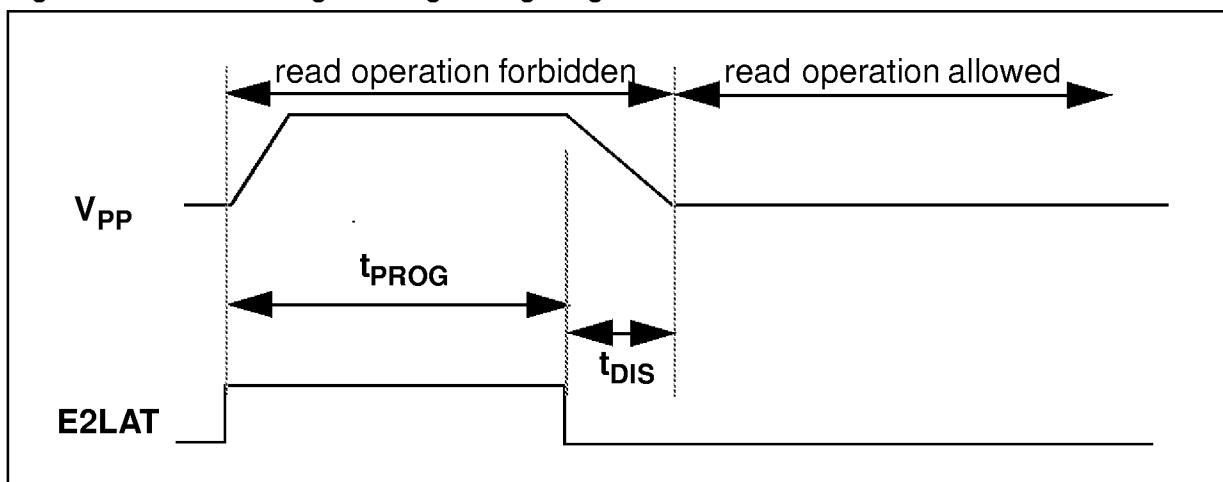 read operation forbidden
read operation allowed
VPP
tPROG
tDIS
E2LAT